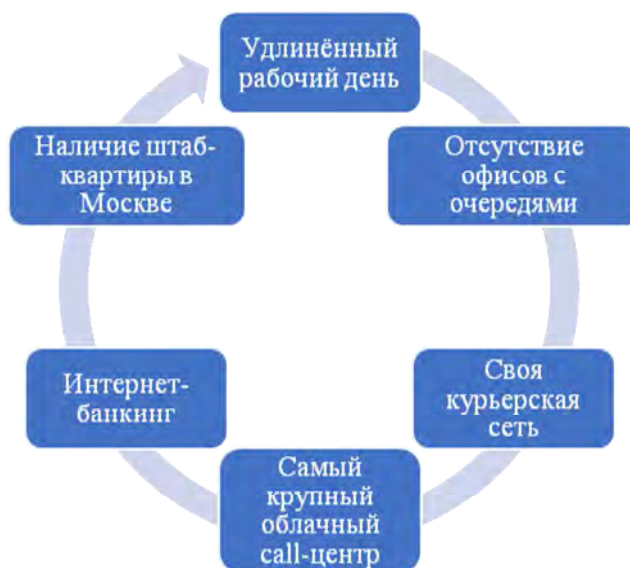 Удлинённый
рабочий день
Отсутствие
офисов с
очередями
Своя
курьерская
сеть
Самый
крупный
облачный
call-центр
Интернет-
банкинг
Наличие штаб-
квартиры в
Москве